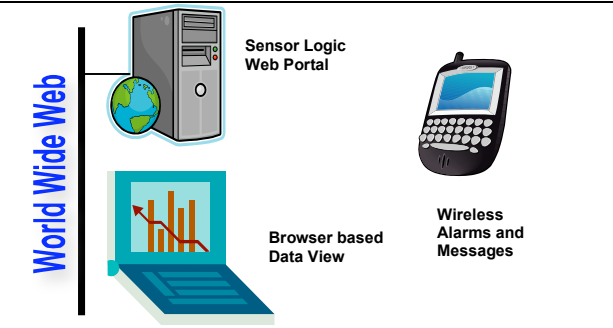 World Wide Web
Sensor Logic
Web Portal
Browser based
Data View
Wireless
Alarms and
Messages